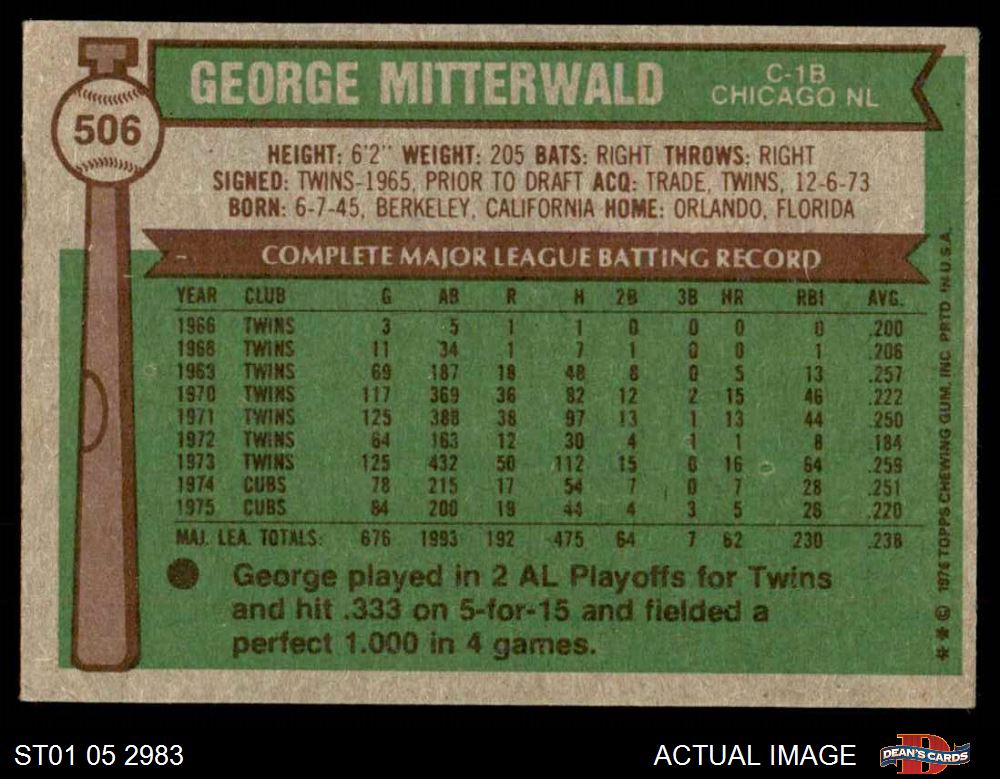 GEORGE MITTERWALD
C-1B
CHICAGO NL
506
HEIGHT: 6'2" WEIGHT: 205 BATS: RIGHT THROWS: RIGHT
SIGNED: TWINS-1965, PRIOR TO DRAFT ACQ: TRADE, TWINS, 12-6-73
BORN: 6-7-45, BERKELEY, CALIFORNIA HOME: ORLANDO, FLORIDA
COMPLETE MAJOR LEAGUE BATTING RECORD
YEAR CLUB G AB R H 2B 3B HR RBI AVG.
1966 TWINS 3 5 1 1 0 0 0 0 .200
1968 TWINS 11 34 1 7 1 0 0 1 .206
1969 TWINS 69 187 18 48 8 0 5 13 .257
1970 TWINS 117 369 36 82 12 2 15 46 .222
1971 TWINS 125 388 38 97 13 1 13 44 .250
1972 TWINS 64 163 12 30 4 1 1 8 .184
1973 TWINS 125 432 50 112 15 0 16 64 .259
1974 CUBS 78 215 17 54 7 0 7 28 .251
1975 CUBS 84 200 19 44 4 3 5 26 .220
MAJ. LEA. TOTALS: 676 1993 192 475 64 7 62 230 .238
George played in 2 AL Playoffs for Twins
and hit .333 on 5-for-15 and fielded a
perfect 1.000 in 4 games.
** © 1976 TOPPS CHEWING GUM, INC. PRTD. IN U.S.A.
ST01 05 2983
ACTUAL IMAGE
DEAN'S CARDS